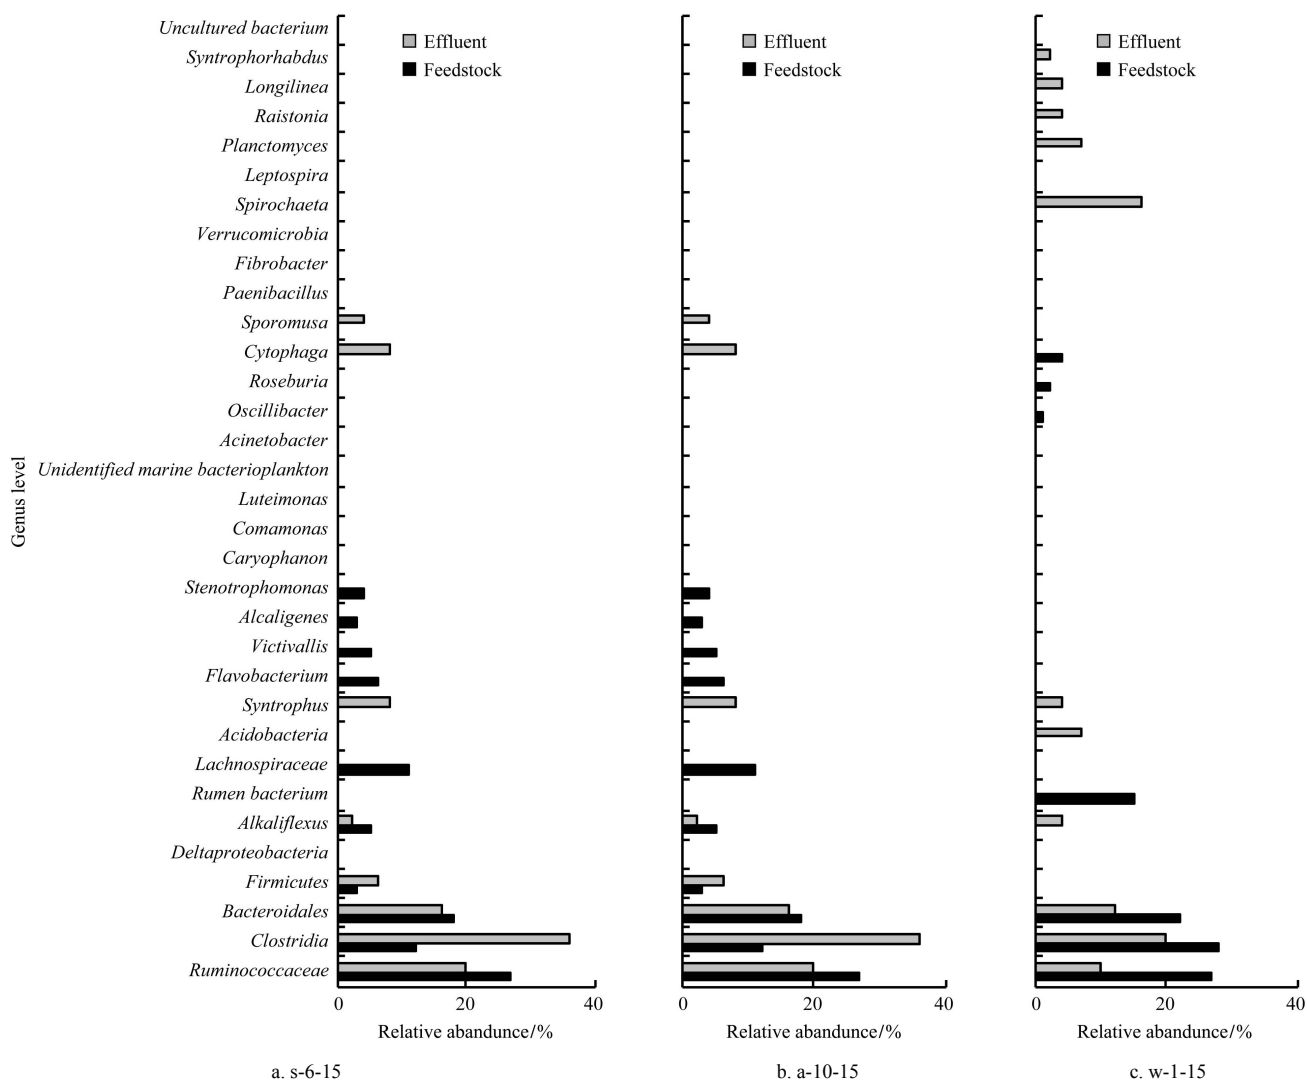 Uncultured bacterium
Syntrophorhabdus
Longilinea
Raistonia
Planctomyces
Leptospira
Spirochaeta
Verrucomicrobia
Fibrobacter
Paenibacillus
Sporomusa
Cytophaga
Roseburia
Oscillibacter
Acinetobacter
Unidentified marine bacterioplankton
Luteimonas
Comamonas
Caryophanon
Stenotrophomonas
Alcaligenes
Victivallis
Flavobacterium
Syntrophus
Acidobacteria
Lachnospiraceae
Rumen bacterium
Alkaliflexus
Deltaproteobacteria
Firmicutes
Bacteroidales
Clostridia
Ruminococcaceae
Genus level
Effluent
Feedstock
0 20 40
Relative abandunce/%
a. s-6-15
Effluent
Feedstock
0 20 40
Relative abandunce/%
b. a-10-15
Effluent
Feedstock
0 20 40
Relative abandunce/%
c. w-1-15